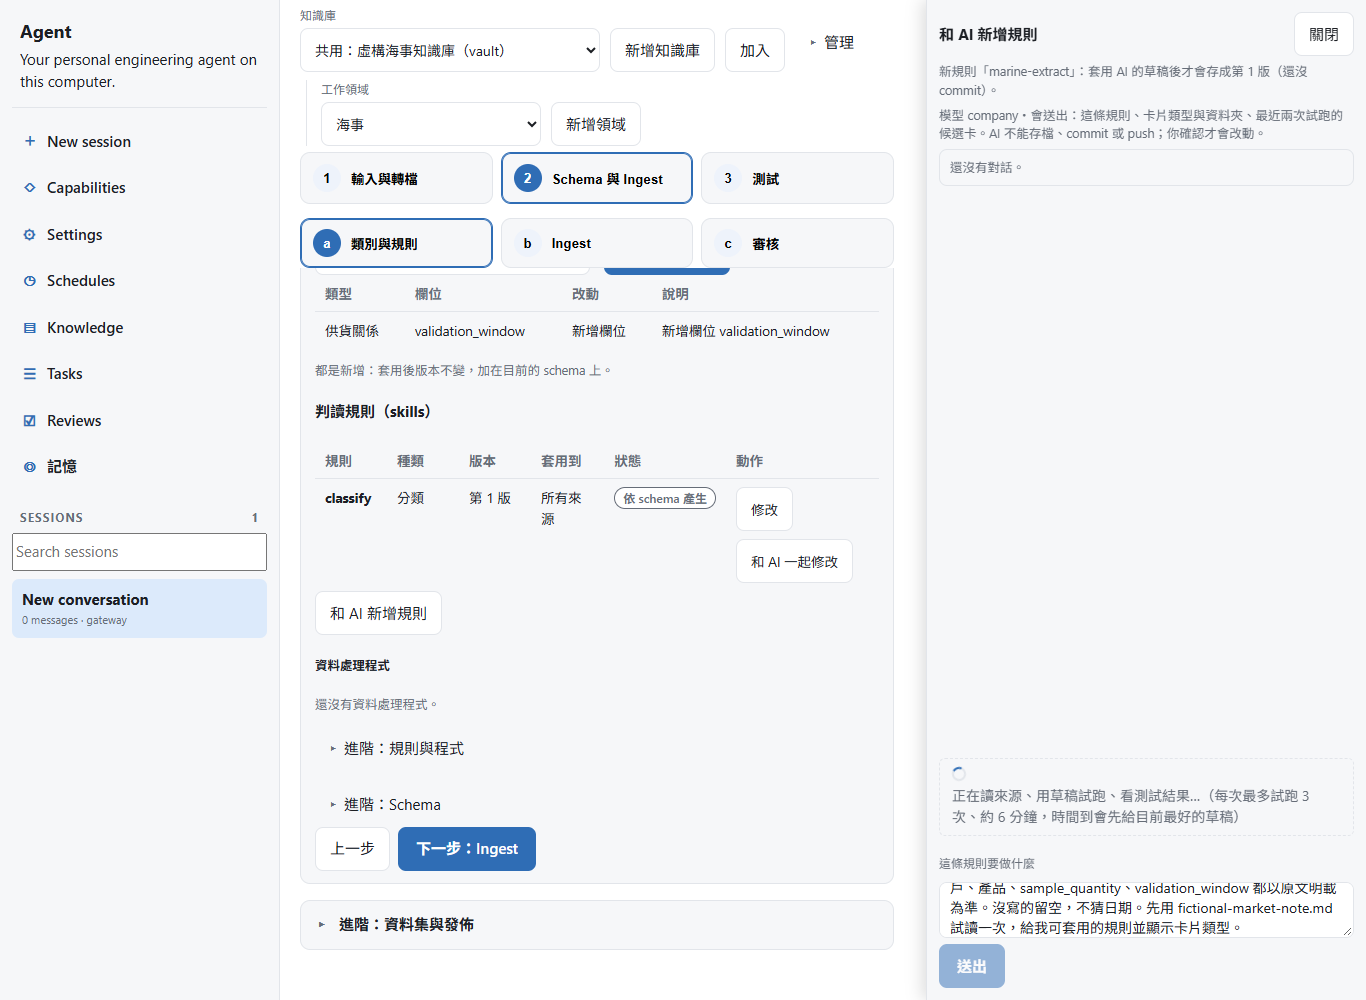 Agent
Your personal engineering agent on
this computer.
New session
Capabilities
Settings
Schedules
Knowledge
Tasks
Reviews
記憶
SESSIONS 1
Search sessions
New conversation
0 messages · gateway
知識庫
共用：虛構海事知識庫（vault）
新增知識庫
加入
管理
工作領域
海事
新增領域
1 輸入與轉檔
2 Schema 與 Ingest
3 測試
a 類別與規則
b Ingest
c 審核
類型 欄位 改動 說明
供貨關係 validation_window 新增欄位 新增欄位 validation_window
都是新增：套用後版本不變，加在目前的 schema 上。
判讀規則（skills）
規則 種類 版本 套用到 狀態 動作
classify 分類 第 1 版 所有來
源
依 schema 產生
修改
和 AI 一起修改
和 AI 新增規則
資料處理程式
還沒有資料處理程式。
進階：規則與程式
進階：Schema
上一步
下一步：Ingest
進階：資料集與發佈
和 AI 新增規則
關閉
新規則「marine-extract」：套用 AI 的草稿後才會存成第 1 版（還沒
commit）。
模型 company・會送出：這條規則、卡片類型與資料夾、最近兩次試跑的
候選卡。AI 不能存檔、commit 或 push；你確認才會改動。
還沒有對話。
正在讀來源、用草稿試跑、看測試結果...（每次最多試跑 3
次、約 6 分鐘，時間到會先給目前最好的草稿）
這條規則要做什麼
戶、產品、sample_quantity、validation_window 都以原文明載
為準。沒寫的留空，不猜日期。先用 fictional-market-note.md
試讀一次，給我可套用的規則並顯示卡片類型。
送出